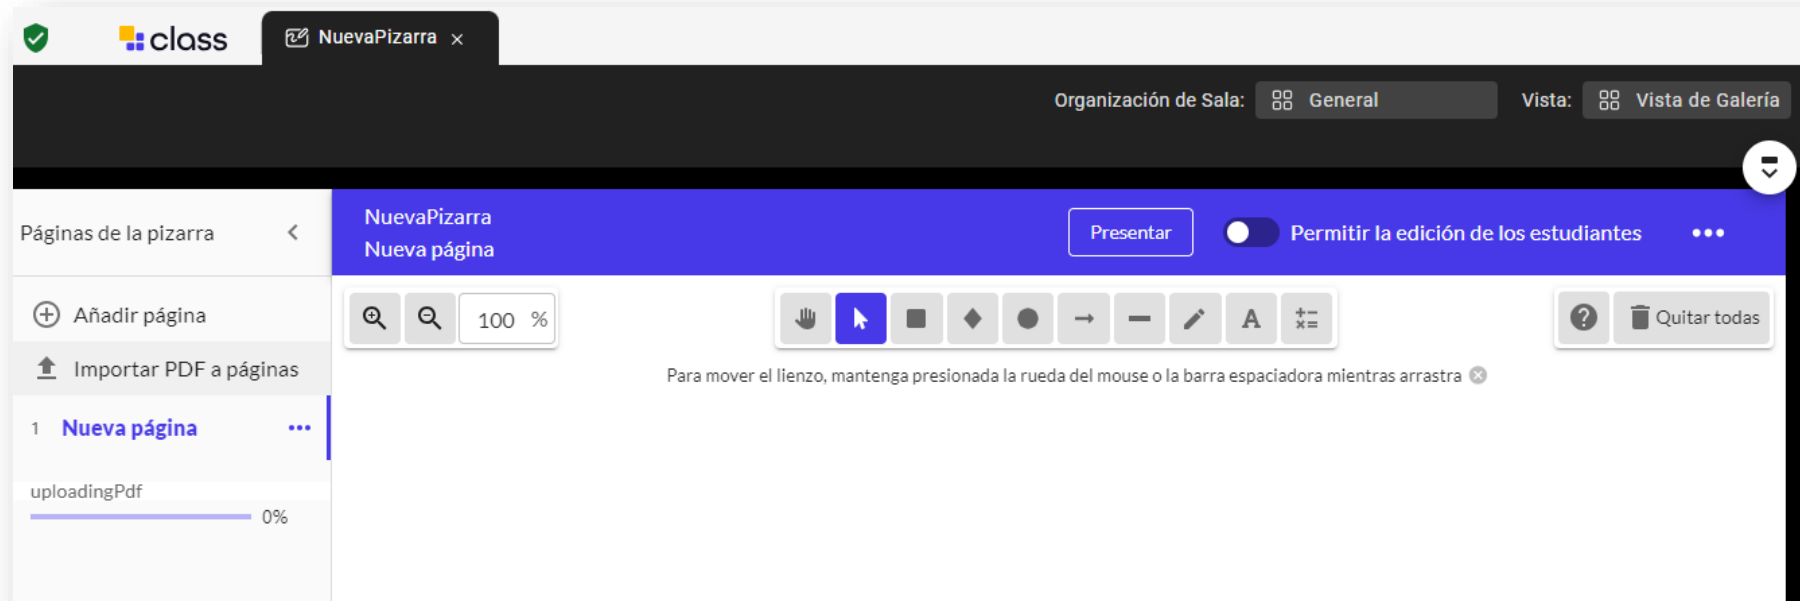 class
NuevaPizarra
Organización de Sala: General Vista: Vista de Galería
Páginas de la pizarra
NuevaPizarra
Nueva página
Presentar
Permitir la edición de los estudiantes
Añadir página
Importar PDF a páginas
1 Nueva página
uploadingPdf
0%
100 %
A
Quitar todas
Para mover el lienzo, mantenga presionada la rueda del mouse o la barra espaciadora mientras arrastra